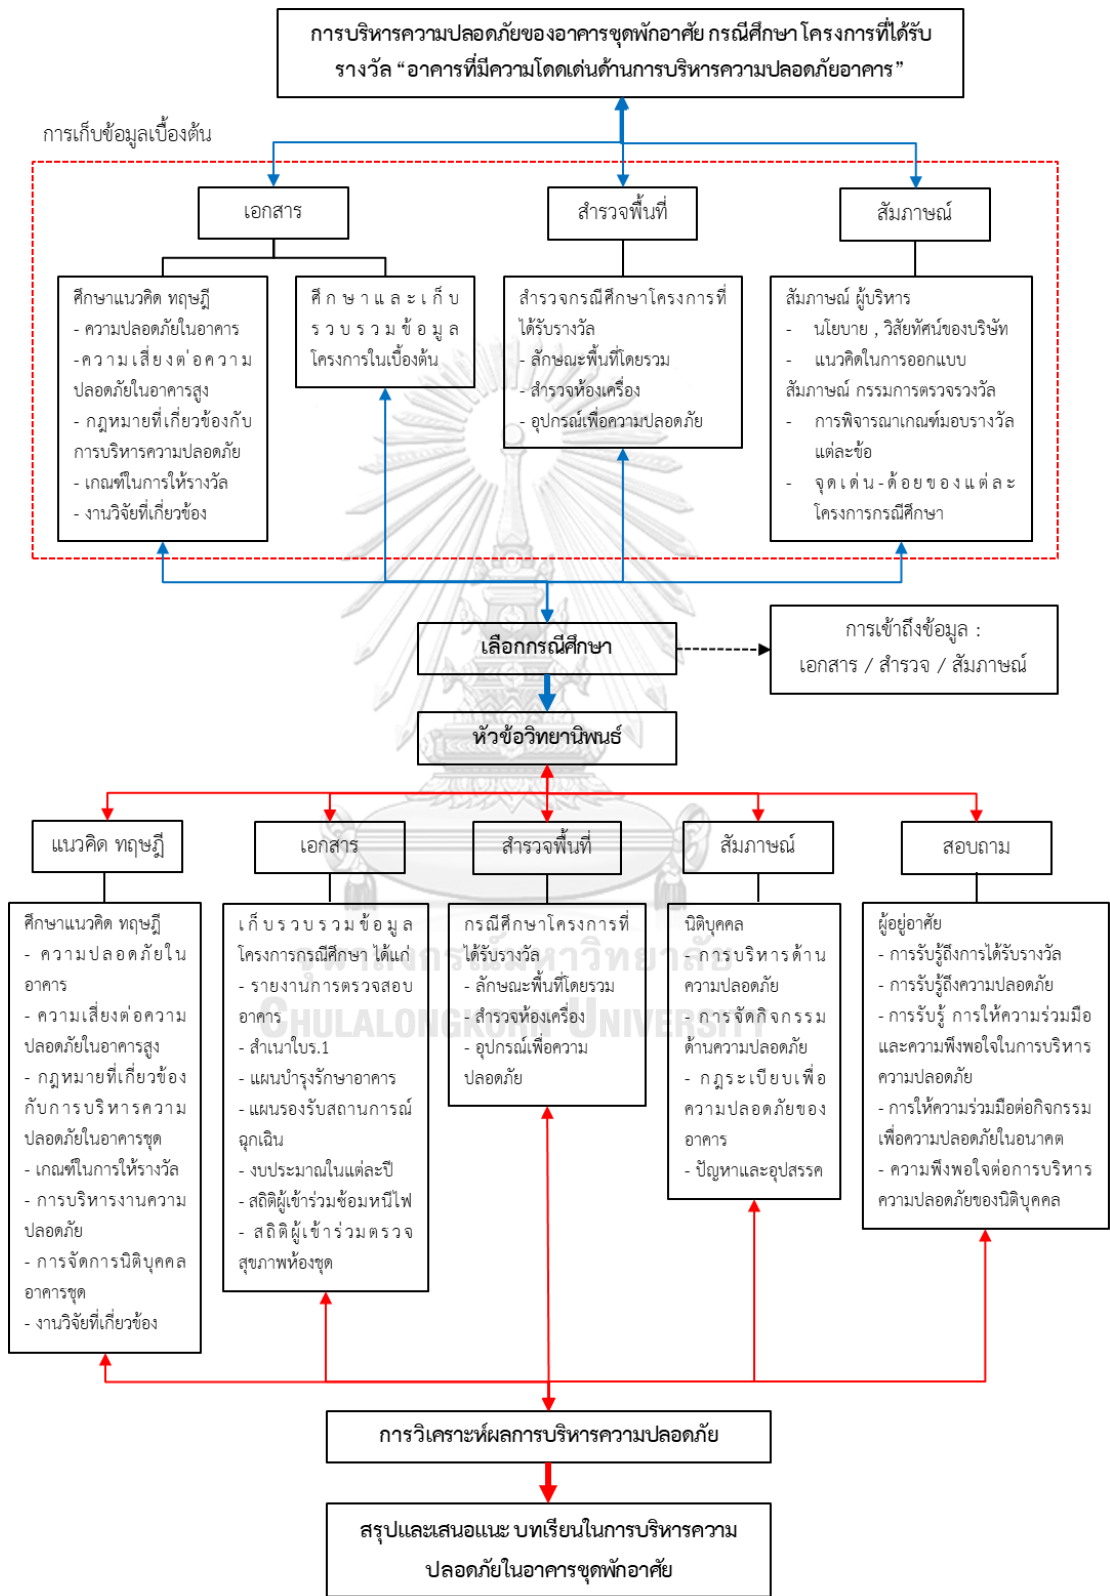 การบริหารความปลอดภัยของอาคารชุดพักอาศัย กรณีศึกษา โครงการที่ได้รับ
รางวัล “อาคารที่มีความโดดเด่นด้านการบริหารความปลอดภัยอาคาร”
การเก็บข้อมูลเบื้องต้น
เอกสาร
สำรวจพื้นที่
สัมภาษณ์
ศึกษาแนวคิด ทฤษฎี
- ความปลอดภัยในอาคาร
-ความเสี่ยงต่อความ
ปลอดภัยในอาคารสูง
- กฎหมายที่เกี่ยวข้องกับ
การบริหารความปลอดภัย
- เกณฑ์ในการให้รางวัล
- งานวิจัยที่เกี่ยวข้อง
ศึกษาและเก็บ
รวบรวมข้อมูล
โครงการในเบื้องต้น
สำรวจกรณีศึกษาโครงการที่
ได้รับรางวัล
- ลักษณะพื้นที่โดยรวม
- สำรวจห้องเครื่อง
- อุปกรณ์เพื่อความปลอดภัย
สัมภาษณ์ ผู้บริหาร
- นโยบาย , วิสัยทัศน์ของบริษัท
- แนวคิดในการออกแบบ
สัมภาษณ์ กรรมการตรวจรางวัล
- การพิจารณาเกณฑ์มอบรางวัล
แต่ละข้อ
- จุดเด่น-ด้อยของแต่ละ
โครงการกรณีศึกษา
เลือกกรณีศึกษา
การเข้าถึงข้อมูล :
เอกสาร / สำรวจ / สัมภาษณ์
หัวข้อวิทยานิพนธ์
แนวคิด ทฤษฎี
เอกสาร
สำรวจพื้นที่
สัมภาษณ์
สอบถาม
ศึกษาแนวคิด ทฤษฎี
- ความปลอดภัยใน
อาคาร
- ความเสี่ยงต่อความ
ปลอดภัยในอาคารสูง
- กฎหมายที่เกี่ยวข้อง
กับการบริหารความ
ปลอดภัยในอาคารชุด
- เกณฑ์ในการให้รางวัล
- การบริหารงานความ
ปลอดภัย
- การจัดการนิติบุคคล
อาคารชุด
- งานวิจัยที่เกี่ยวข้อง
เก็บรวบรวมข้อมูล
โครงการกรณีศึกษา ได้แก่
- รายงานการตรวจสอบ
อาคาร
- สำเนาใบร.1
- แผนบำรุงรักษาอาคาร
- แผนรองรับสถานการณ์
ฉุกเฉิน
- งบประมาณในแต่ละปี
- สถิติผู้เข้าร่วมซ้อมหนีไฟ
- สถิติผู้เข้าร่วมตรวจ
สุขภาพห้องชุด
กรณีศึกษาโครงการที่
ได้รับรางวัล
- ลักษณะพื้นที่โดยรวม
- สำรวจห้องเครื่อง
- อุปกรณ์เพื่อความ
ปลอดภัย
นิติบุคคล
- การบริหารด้าน
ความปลอดภัย
- การจัดกิจกรรม
ด้านความปลอดภัย
- กฎระเบียบเพื่อ
ความปลอดภัยของ
อาคาร
- ปัญหาและอุปสรรค
ผู้อยู่อาศัย
- การรับรู้ถึงการได้รับรางวัล
- การรับรู้ถึงความปลอดภัย
- การรับรู้ การให้ความร่วมมือ
และความพึงพอใจในการบริหาร
ความปลอดภัย
- การให้ความร่วมมือต่อกิจกรรม
เพื่อความปลอดภัยในอนาคต
- ความพึงพอใจต่อการบริหาร
ความปลอดภัยของนิติบุคคล
จุฬาลงกรณ์มหาวิทยาลัย
CHULALONGKORN UNIVERSITY
การวิเคราะห์ผลการบริหารความปลอดภัย
สรุปและเสนอแนะ บทเรียนในการบริหารความ
ปลอดภัยในอาคารชุดพักอาศัย